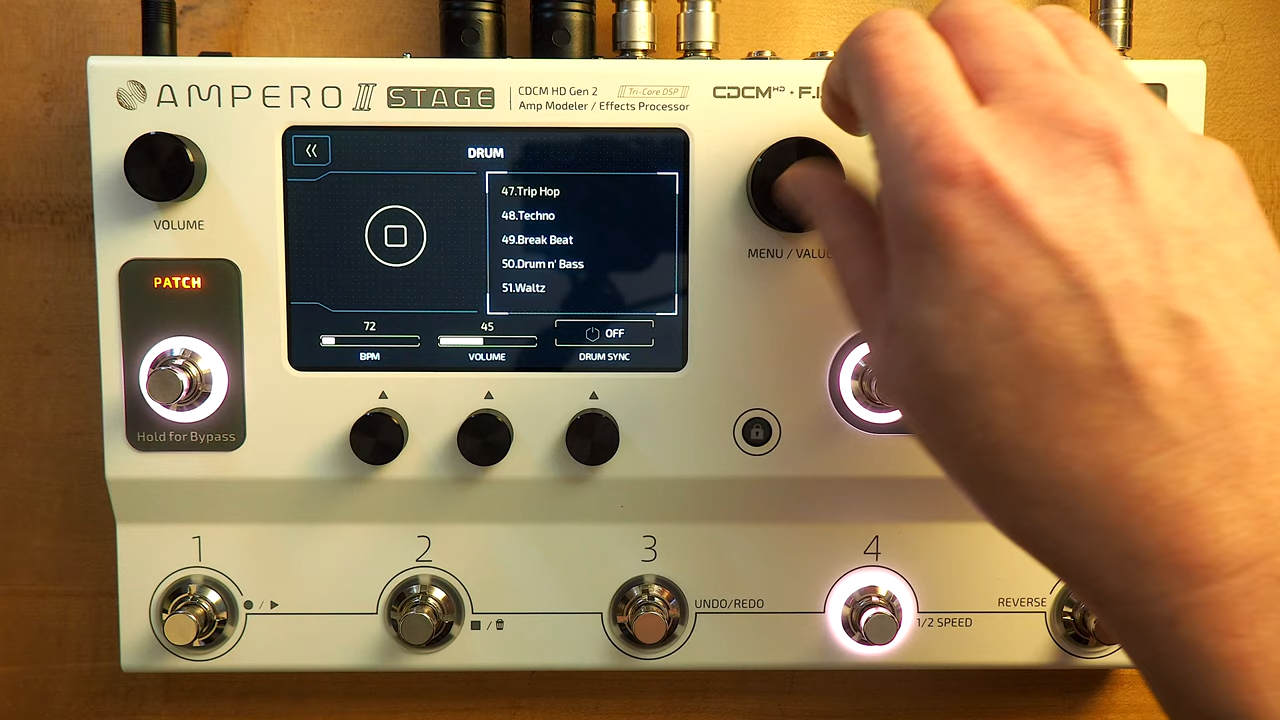 AMPERO II STAGE
CDCM HD Gen 2
Tri-Core DSP
Amp Modeler / Effects Processor
CDCM HD + F.I.
VOLUME
PATCH
Hold for Bypass
DRUM
47.Trip Hop
48.Techno
49.Break Beat
50.Drum n' Bass
51.Waltz
72
BPM
45
VOLUME
OFF
DRUM SYNC
MENU / VALUE
1
2
3
4
UNDO/REDO
1/2 SPEED
REVERSE